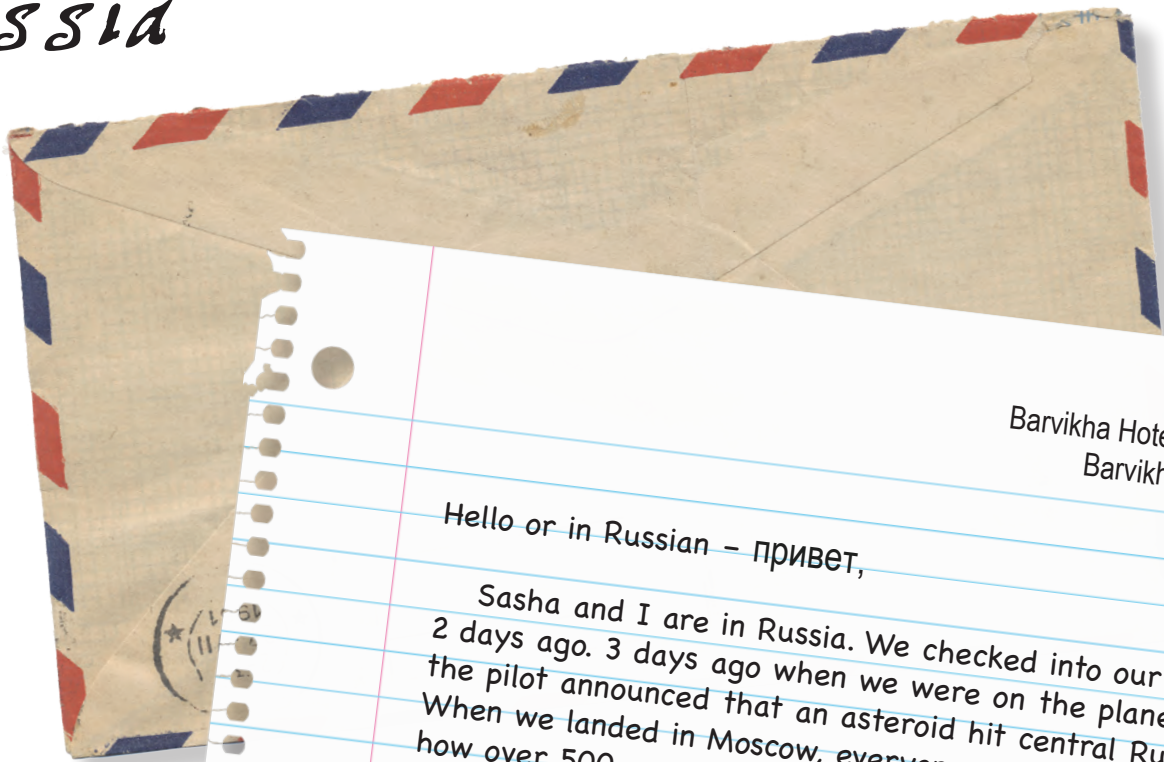 Barvikha
Barvikh
Hello or in Russian – привет,
Sasha and I are in Russia. We checked into our
2 days ago. 3 days ago when we were on the plane
the pilot announced that an asteroid hit central Ru
When we landed in Moscow,
how over 500